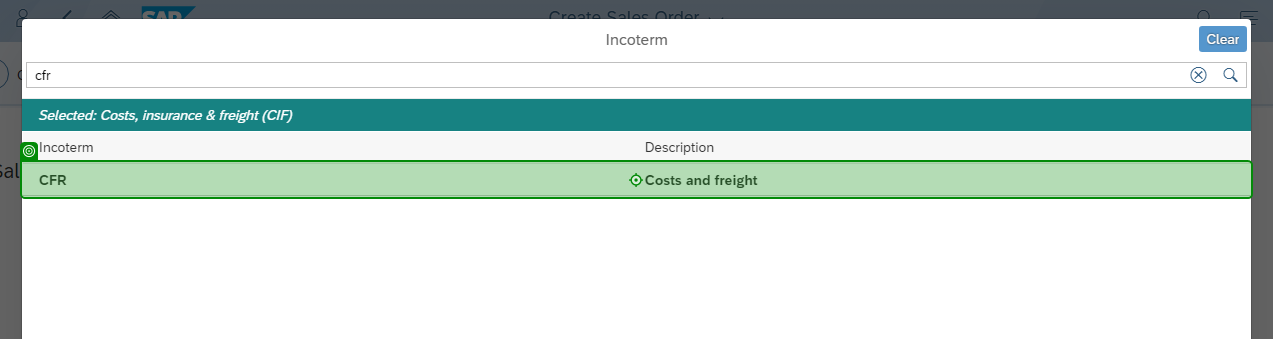 SAP
Create Sales Order
Incoterm
Clear
cfr
Selected: Costs, insurance & freight (CIF)
Incoterm Description
CFR Costs and freight